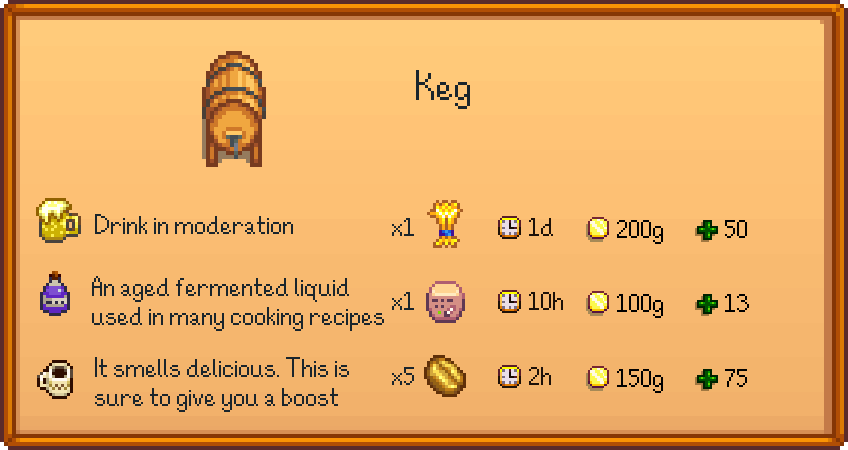 Keg
Drink in moderation x1 1d 200g 50
An aged fermented liquid
used in many cooking recipes x1 10h 100g 13
It smells delicious. This is
sure to give you a boost x5 2h 150g 75